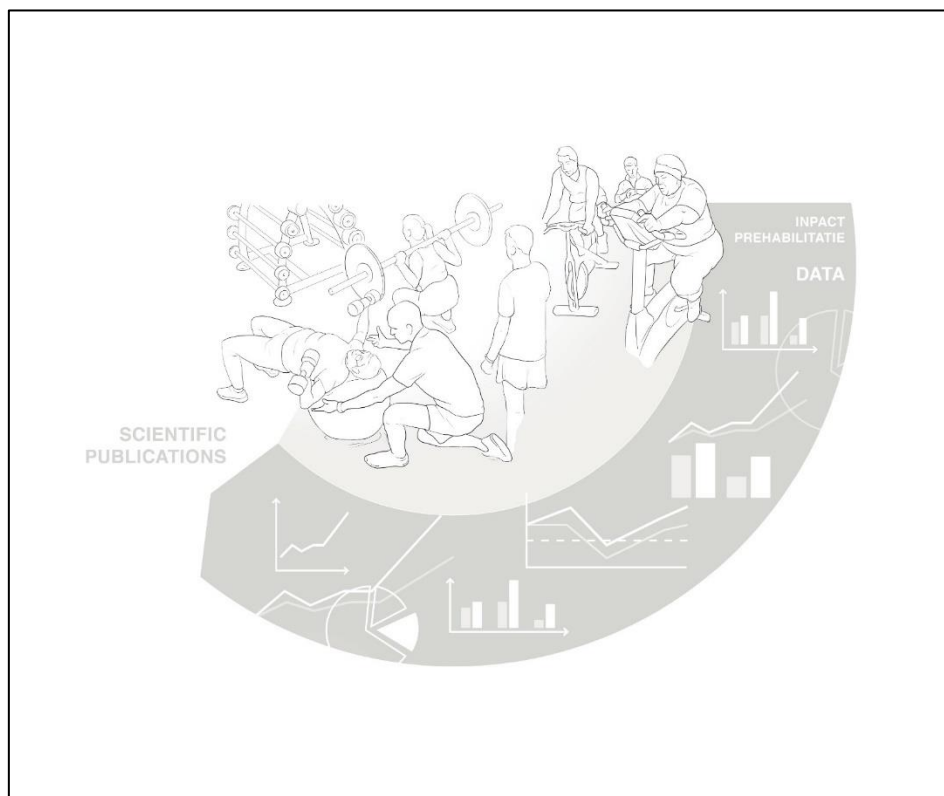 INPACT
PREHABILITATIE
DATA
SCIENTIFIC
PUBLICATIONS